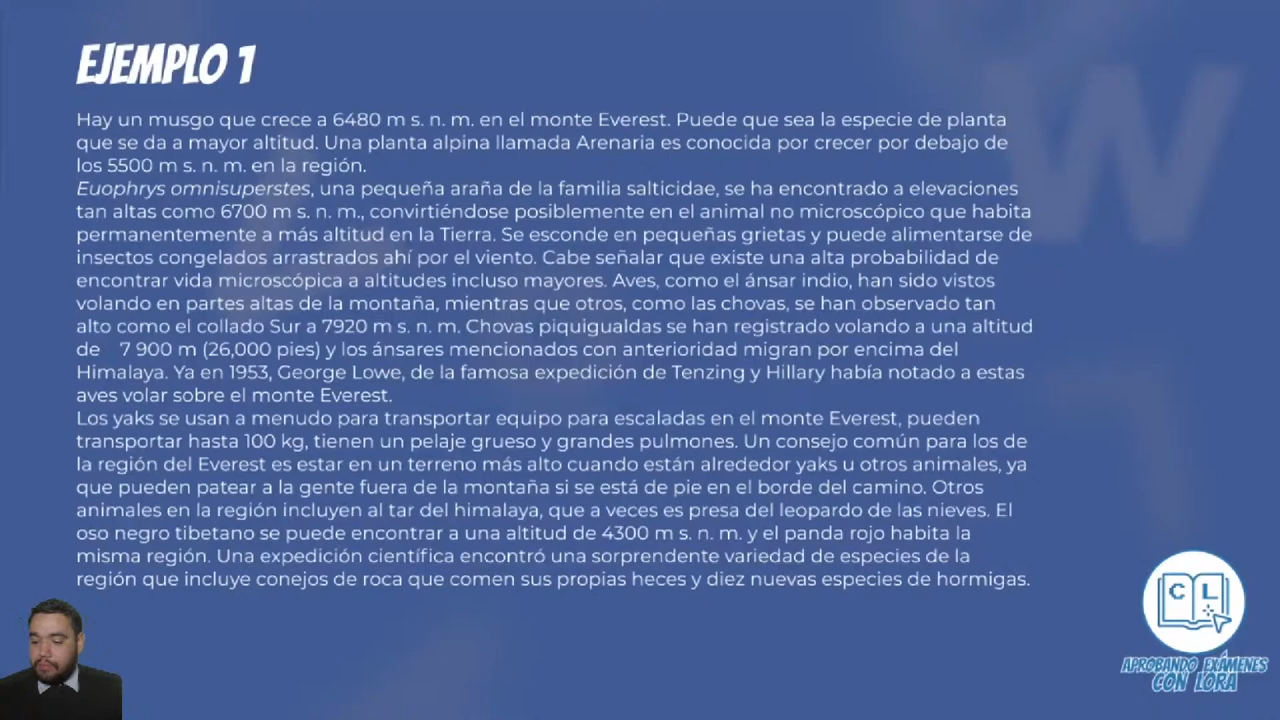 EJEMPLO 1
Hay un musgo que crece a 6480 m s. n. m. en el monte Everest. Puede que sea la especie de planta
que se da a mayor altitud. Una planta alpina llamada Arenaria es conocida por crecer por debajo de
los 5500 m s. n. m. en la región.
Euophrys omnisuperstes, una pequeña araña de la familia salticidae, se ha encontrado a elevaciones
tan altas como 6700 m s. n. m., convirtiéndose posiblemente en el animal no microscópico que habita
permanentemente a más altitud en la Tierra. Se esconde en pequeñas grietas y puede alimentarse de
insectos congelados arrastrados ahí por el viento. Cabe señalar que existe una alta probabilidad de
encontrar vida microscópica a altitudes incluso mayores. Aves, como el ánsar indio, han sido vistos
volando en partes altas de la montaña, mientras que otros, como las chovas, se han observado tan
alto como el collado Sur a 7920 m s. n. m. Chovas piquigualdas se han registrado volando a una altitud
de 7 900 m (26,000 pies) y los ánsares mencionados con anterioridad migran por encima del
Himalaya. Ya en 1953, George Lowe, de la famosa expedición de Tenzing y Hillary había notado a estas
aves volar sobre el monte Everest.
Los yaks se usan a menudo para transportar equipo para escaladas en el monte Everest, pueden
transportar hasta 100 kg, tienen un pelaje grueso y grandes pulmones. Un consejo común para los de
la región del Everest es estar en un terreno más alto cuando están alrededor yaks u otros animales, ya
que pueden patear a la gente fuera de la montaña si se está de pie en el borde del camino. Otros
animales en la región incluyen al tar del himalaya, que a veces es presa del leopardo de las nieves. El
oso negro tibetano se puede encontrar a una altitud de 4300 m s. n. m. y el panda rojo habita la
misma región. Una expedición científica encontró una sorprendente variedad de especies de la
región que incluye conejos de roca que comen sus propias heces y diez nuevas especies de hormigas.
W
C L
APROBANDO EXÁMENES
CON LORA